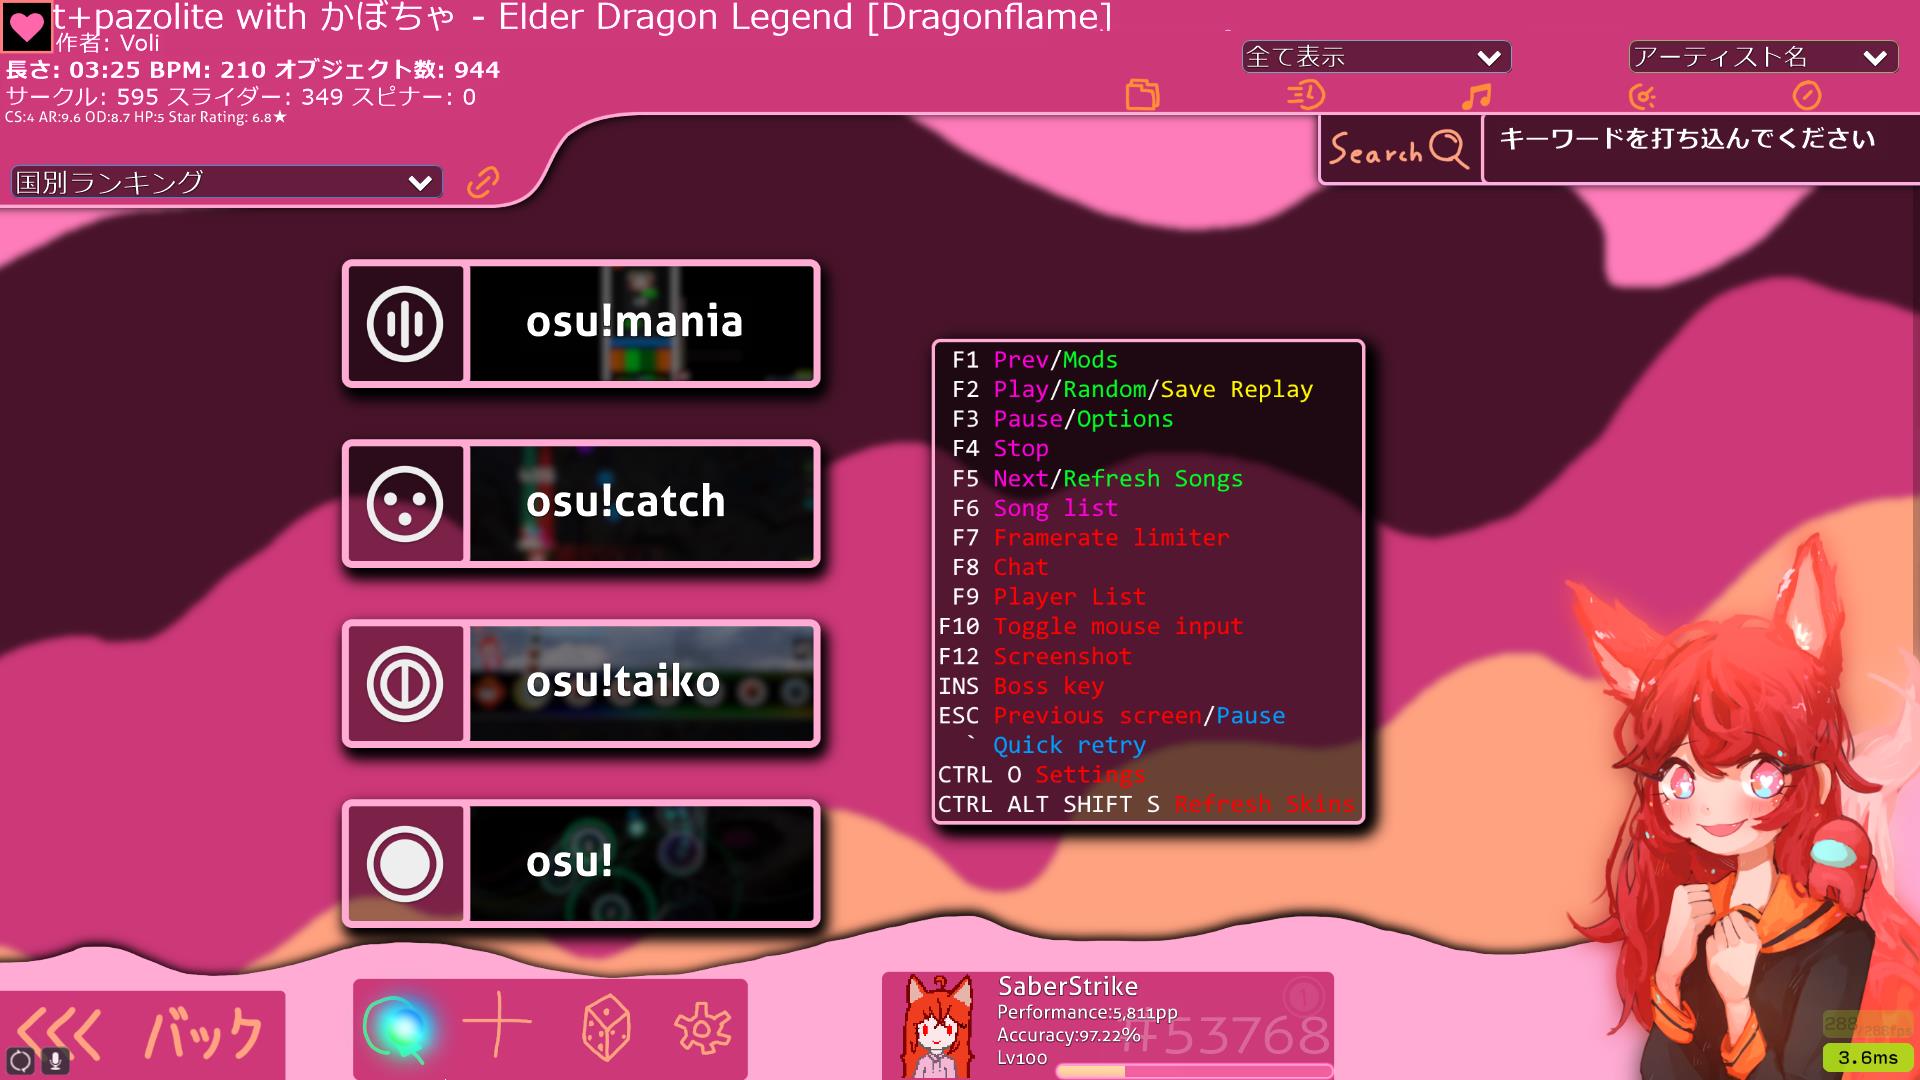 t+pazolite with かぼちゃ - Elder Dragon Legend [Dragonflame]
作者: Voli
長さ: 03:25 BPM: 210 オブジェクト数: 944
サークル: 595 スライダー: 349 スピナー: 0
CS:4 AR:9.6 OD:8.7 HP:5 Star Rating: 6.8★
全て表示
アーティスト名
Search
キーワードを打ち込んでください
国別ランキング
osu!mania
osu!catch
osu!taiko
osu!
F1 Prev/Mods
F2 Play/Random/Save Replay
F3 Pause/Options
F4 Stop
F5 Next/Refresh Songs
F6 Song list
F7 Framerate limiter
F8 Chat
F9 Player List
F10 Toggle mouse input
F12 Screenshot
INS Boss key
ESC Previous screen/Pause
` Quick retry
CTRL O Settings
CTRL ALT SHIFT S Refresh Skins
バック
SaberStrike
Performance:5,811pp
Accuracy:97.22%
Lv100
#53768
288/288fps
3.6ms